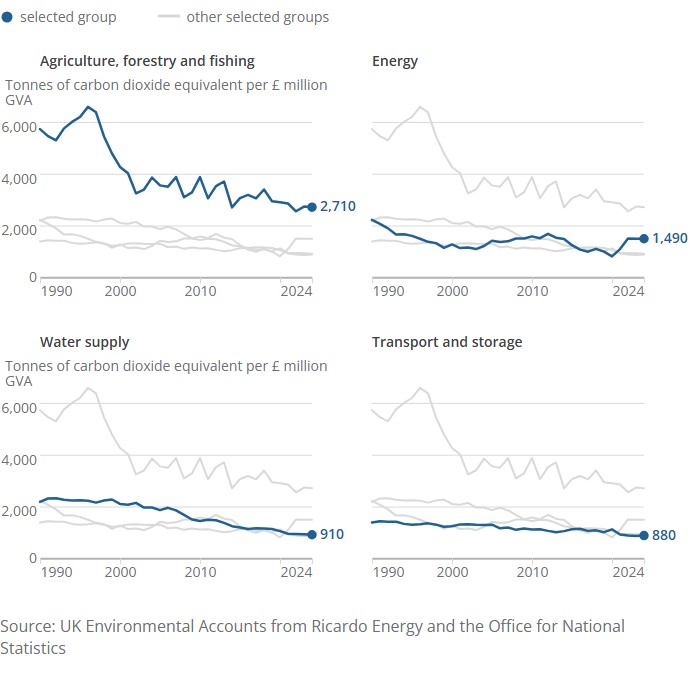 selected group
other selected groups
Agriculture, forestry and fishing
Tonnes of carbon dioxide equivalent per £ million
GVA
6,000
4,000
2,000
0
2,710
1990
2000
2010
2024
Energy
1,490
1990
2000
2010
2024
Water supply
Tonnes of carbon dioxide equivalent per £ million
GVA
6,000
4,000
2,000
0
910
1990
2000
2010
2024
Transport and storage
880
1990
2000
2010
2024
Source: UK Environmental Accounts from Ricardo Energy and the Office for National
Statistics